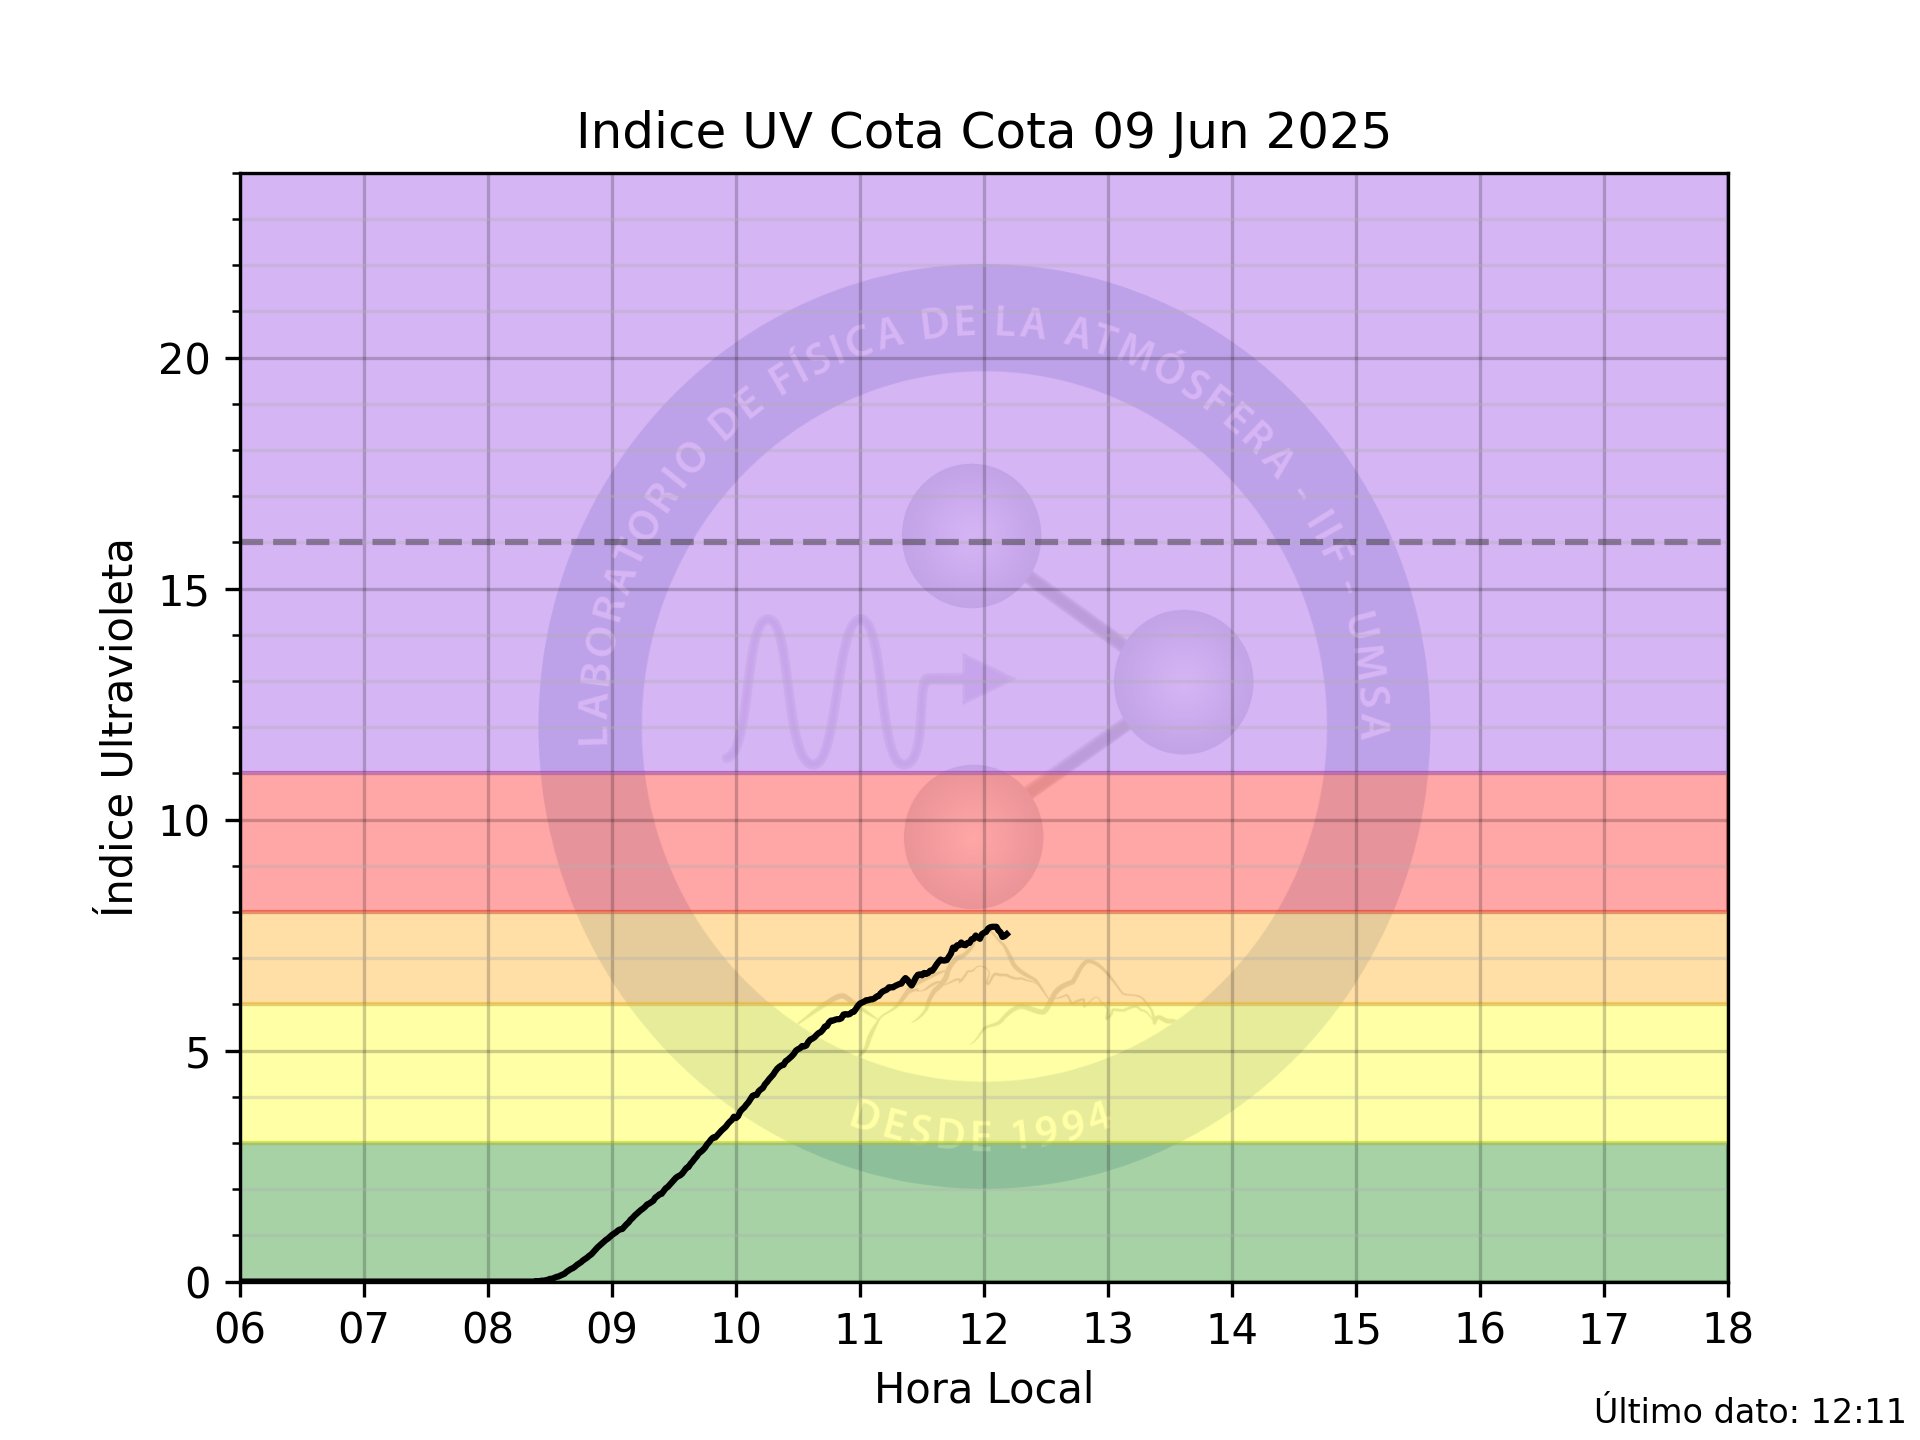 Indice UV Cota Cota 09 Jun 2025
Índice Ultravioleta
20
15
10
5
0
LABORATORIO DE FÍSICA DE LA ATMÓSFERA - IIF - UMSA
DESDE 1994
06 07 08 09 10 11 12 13 14 15 16 17 18
Hora Local
Último dato: 12:11